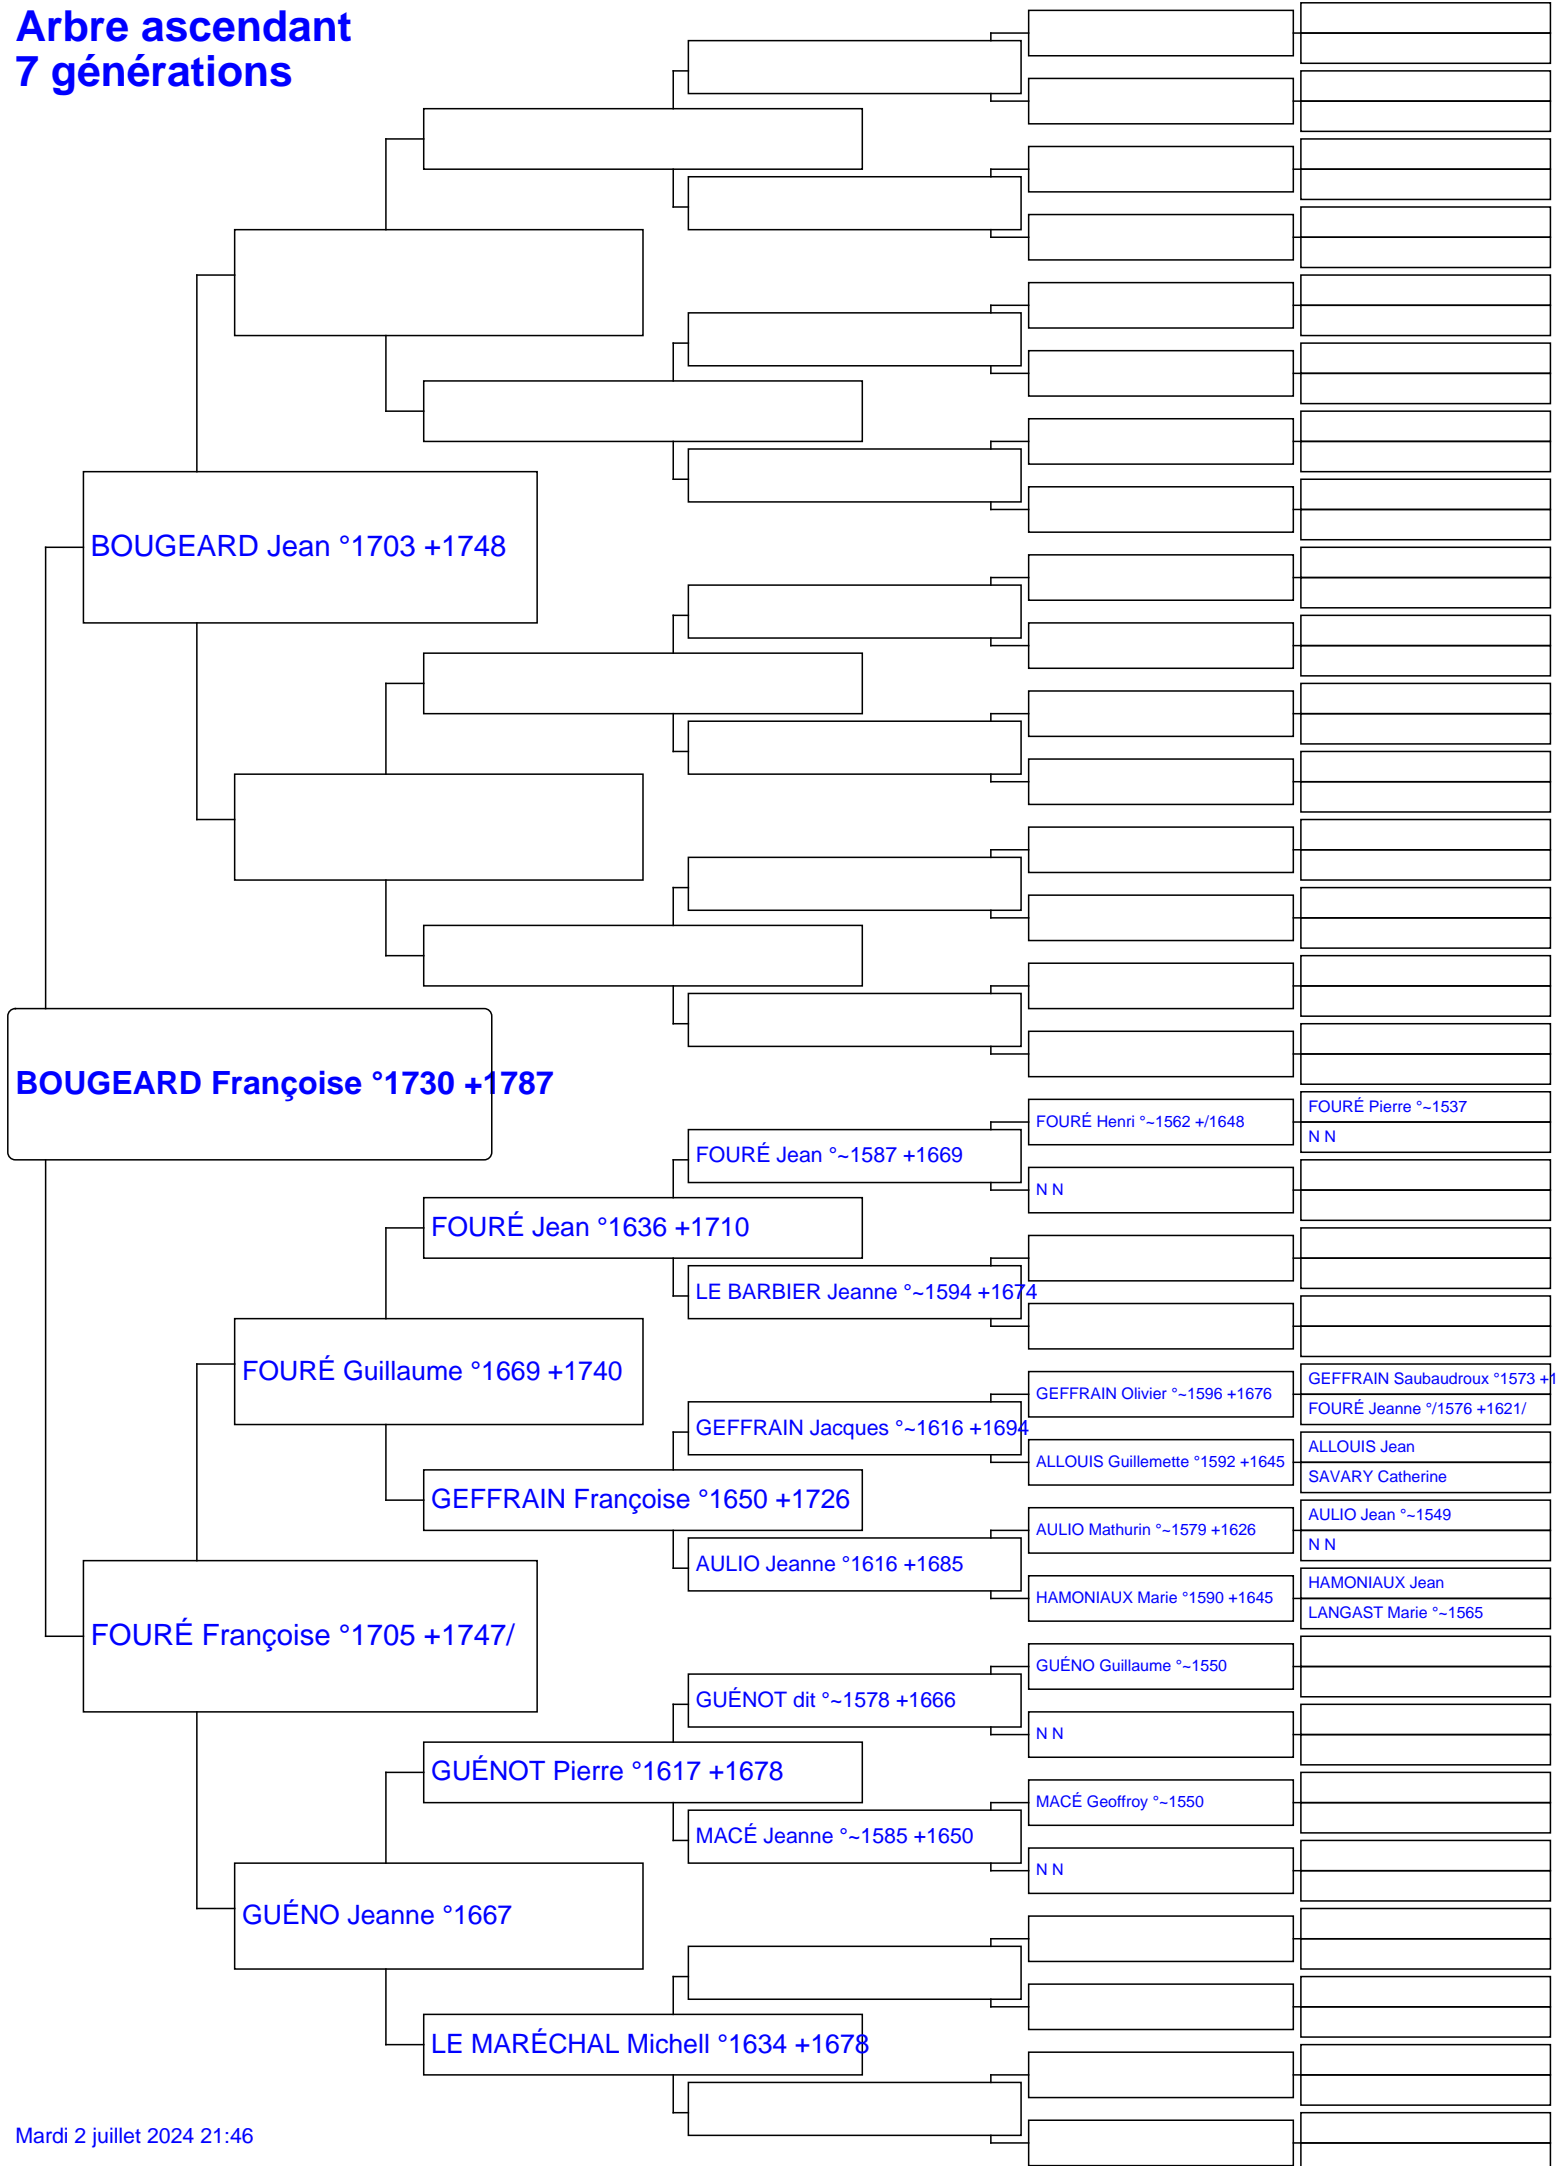 Arbre ascendant
7 générations
BOUGEARD Jean °1703 +1748
BOUGEARD Françoise °1730 +1787
FOURÉ Pierre °~1537
FOURÉ Henri °~1562 +/1648
N N
FOURÉ Jean °~1587 +1669
N N
FOURÉ Jean °1636 +1710
LE BARBIER Jeanne °~1594 +1674
FOURÉ Guillaume °1669 +1740
GEFFRAIN Saubaudroux °1573 +1
GEFFRAIN Olivier °~1596 +1676
FOURÉ Jeanne °/1576 +1621/
GEFFRAIN Jacques °~1616 +1694
ALLOUIS Jean
ALLOUIS Guillemette °1592 +1645
SAVARY Catherine
GEFFRAIN Françoise °1650 +1726
AULIO Jean °~1549
AULIO Mathurin °~1579 +1626
N N
AULIO Jeanne °1616 +1685
HAMONIAUX Jean
HAMONIAUX Marie °1590 +1645
LANGAST Marie °~1565
FOURÉ Françoise °1705 +1747/
GUÉNO Guillaume °~1550
GUÉNOT dit °~1578 +1666
N N
GUÉNOT Pierre °1617 +1678
MACÉ Geoffroy °~1550
MACÉ Jeanne °~1585 +1650
N N
GUÉNO Jeanne °1667
LE MARÉCHAL Michell °1634 +1678
Mardi 2 juillet 2024 21:46